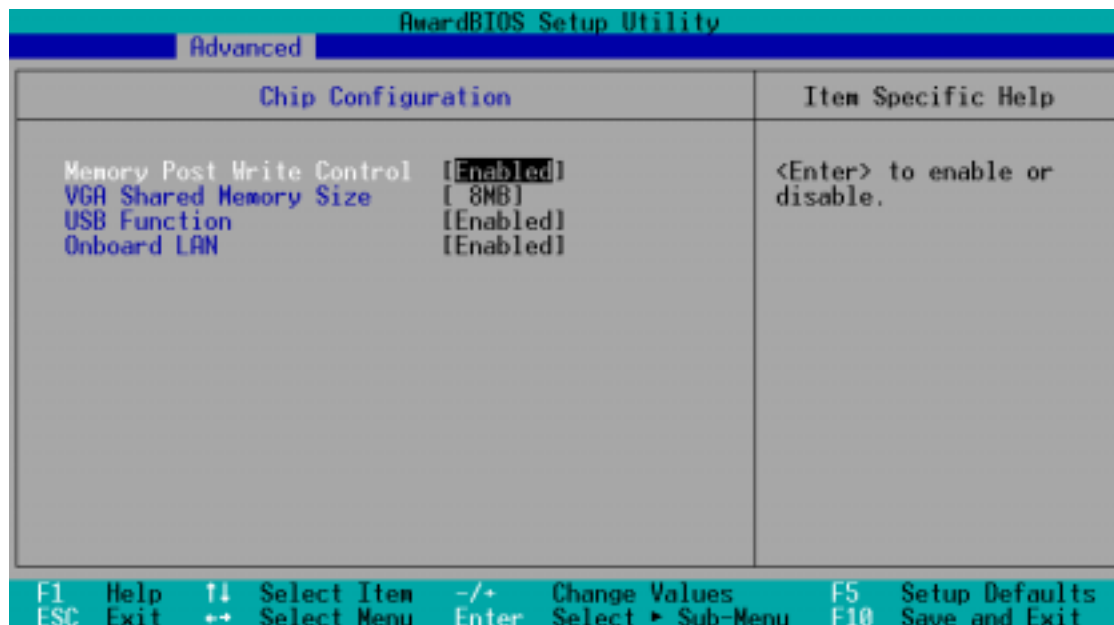 AwardBIOS Setup Utility
Advanced
Chip Configuration
Item Specific Help
Memory Post Write Control [Enabled]
VGA Shared Memory Size [ 8MB]
USB Function [Enabled]
Onboard LAN [Enabled]
<Enter> to enable or
disable.
F1 Help ↑↓ Select Item -/+ Change Values F5 Setup Defaults
ESC Exit ←→ Select Menu Enter Select ► Sub-Menu F10 Save and Exit